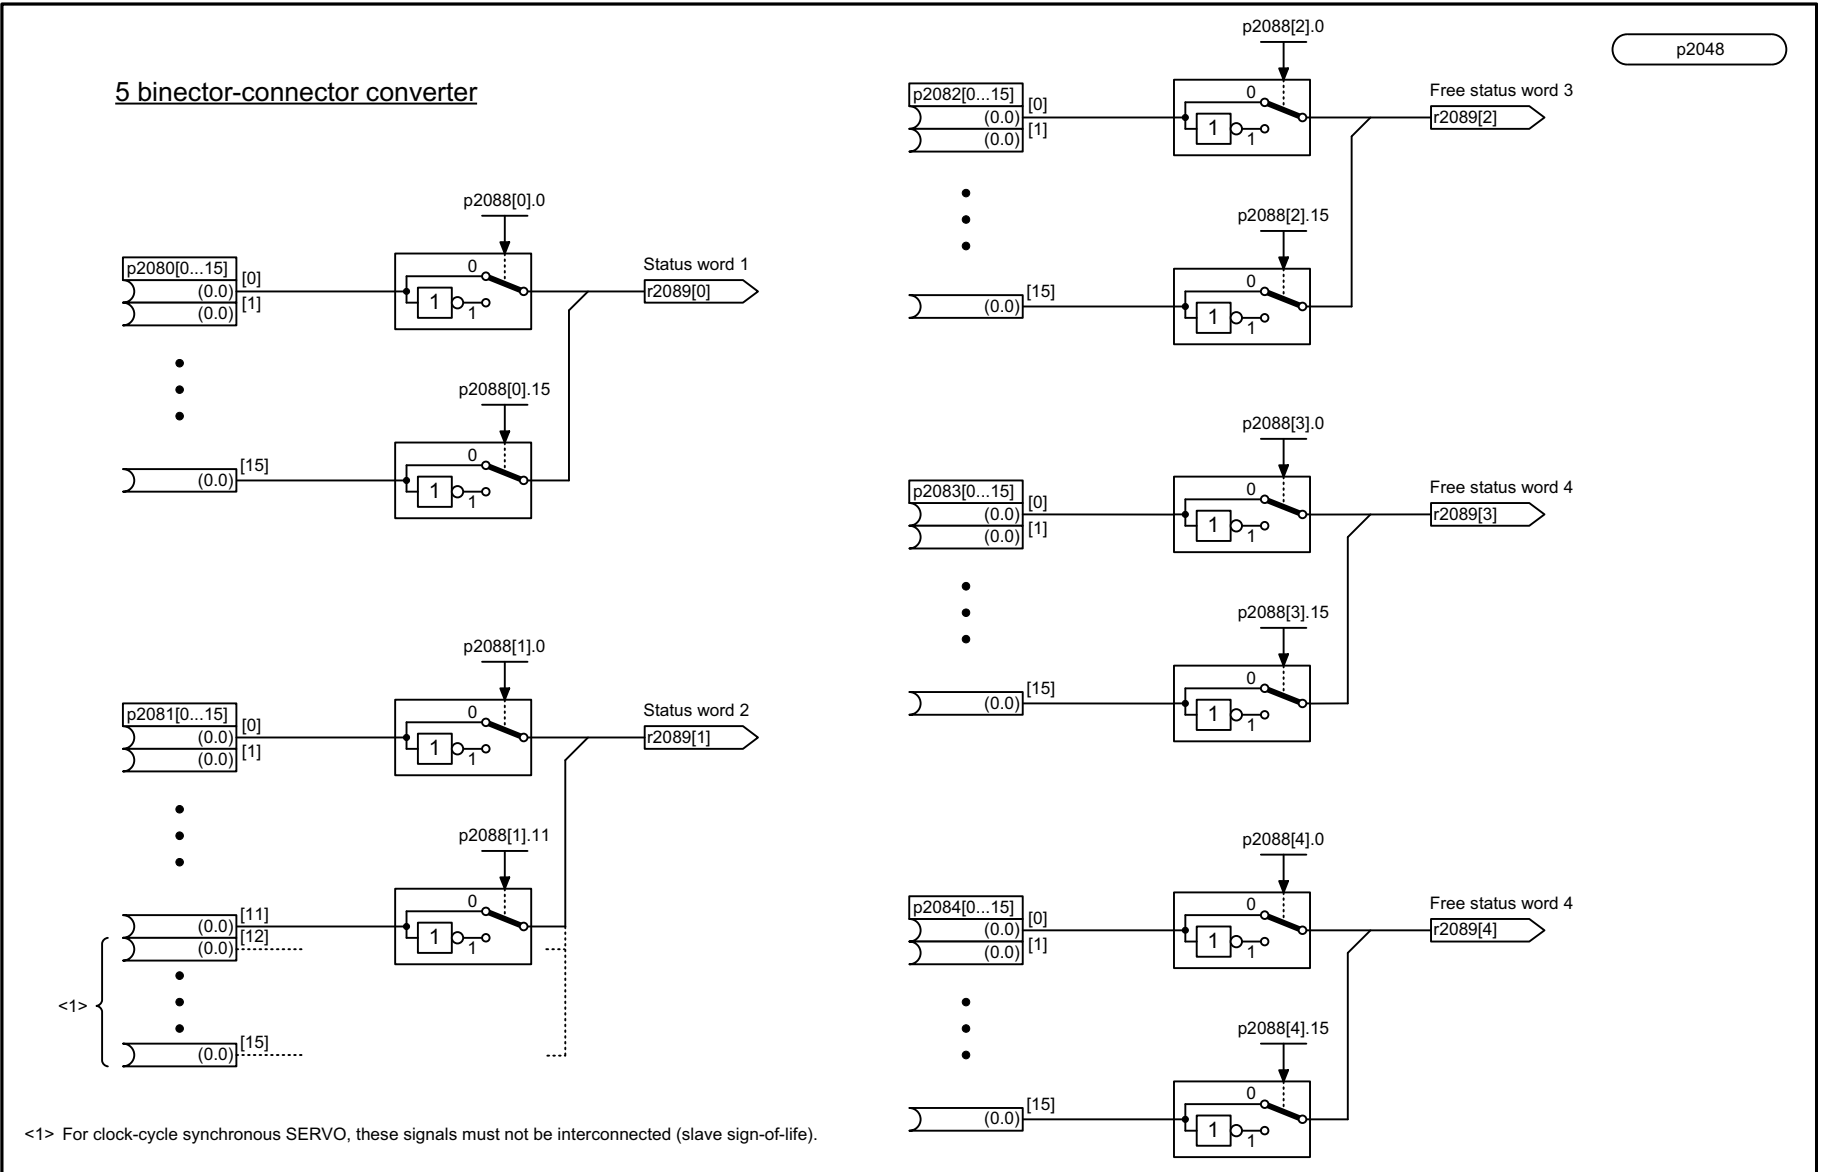 5 binector-connector converter
p2048
p2088[0].0
p2080[0...15]
[0]
(0.0)
[1]
(0.0)
0
1
1
Status word 1
r2089[0]
p2088[0].15
[15]
(0.0)
0
1
1
p2088[1].0
p2081[0...15]
[0]
(0.0)
[1]
(0.0)
0
1
1
Status word 2
r2089[1]
p2088[1].11
[11]
(0.0)
[12]
(0.0)
0
1
1
<1>
[15]
(0.0)
<1> For clock-cycle synchronous SERVO, these signals must not be interconnected (slave sign-of-life).
p2088[2].0
p2082[0...15]
[0]
(0.0)
[1]
(0.0)
0
1
1
Free status word 3
r2089[2]
p2088[2].15
[15]
(0.0)
0
1
1
p2088[3].0
p2083[0...15]
[0]
(0.0)
[1]
(0.0)
0
1
1
Free status word 4
r2089[3]
p2088[3].15
[15]
(0.0)
0
1
1
p2088[4].0
p2084[0...15]
[0]
(0.0)
[1]
(0.0)
0
1
1
Free status word 4
r2089[4]
p2088[4].15
[15]
(0.0)
0
1
1